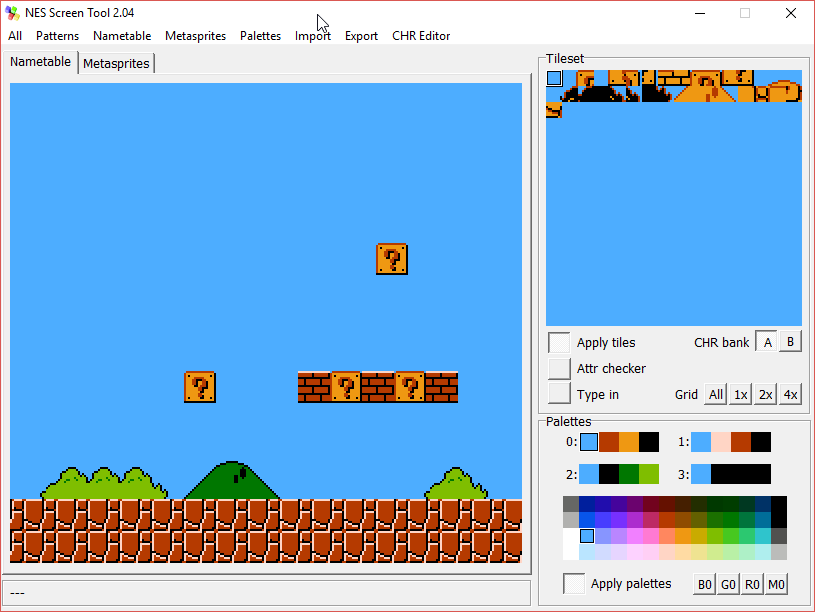 NES Screen Tool 2.04
All Patterns Nametable Metasprites Palettes Import Export CHR Editor
Nametable Metasprites
Tileset
? 
? ? ?
Apply tiles CHR bank A B
Attr checker
Type in Grid All 1x 2x 4x
Palettes
0: 1:
2: 3:
Apply palettes B0 G0 R0 M0
---